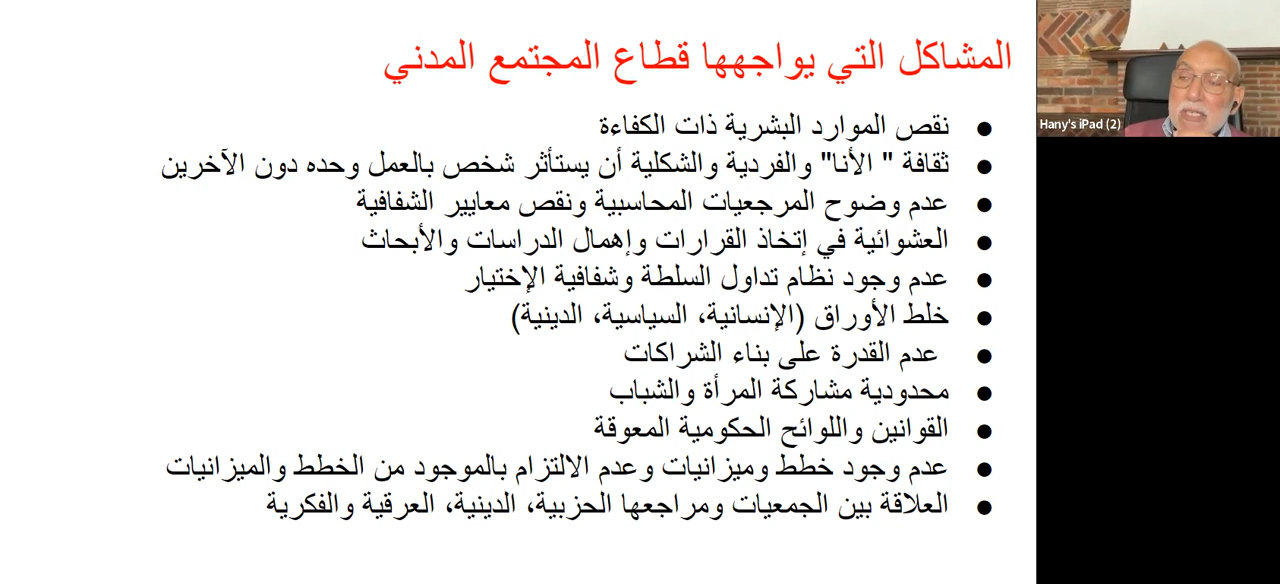 المشاكل التي يواجهها قطاع المجتمع المدني
● نقص الموارد البشرية ذات الكفاءة
● ثقافة " الأنا" والفردية والشكلية أن يستأثر شخص بالعمل وحده دون الآخرين
● عدم وضوح المرجعيات المحاسبية ونقص معايير الشفافية
● العشوائية في إتخاذ القرارات وإهمال الدراسات والأبحاث
● عدم وجود نظام تداول السلطة وشفافية الإختيار
● خلط الأوراق (الإنسانية، السياسية، الدينية)
● عدم القدرة على بناء الشراكات
● محدودية مشاركة المرأة والشباب
● القوانين واللوائح الحكومية المعوقة
● عدم وجود خطط وميزانيات وعدم الالتزام بالموجود من الخطط والميزانيات
● العلاقة بين الجمعيات ومراجعها الحزبية، الدينية، العرقية والفكرية
Hany's iPad (2)